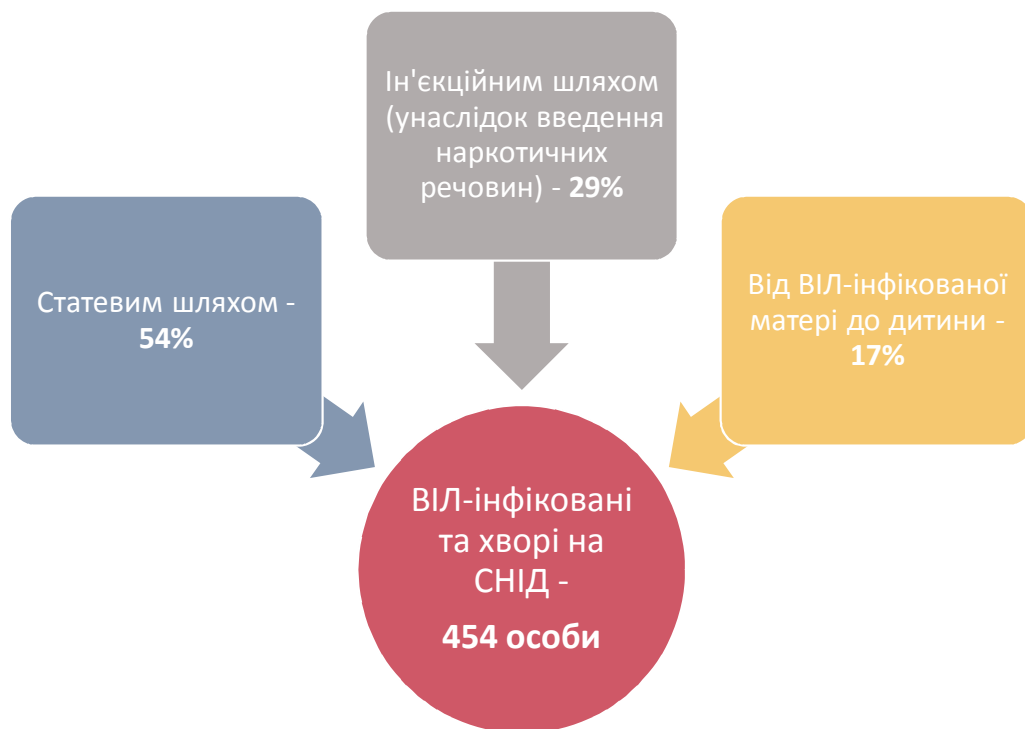 Ін'єкційним шляхом
(унаслідок введення
наркотичних
речовин) - 29%
Статевим шляхом -
54%
Від ВІЛ-інфікованої
матері до дитини -
17%
ВІЛ-інфіковані
та хворі на
СНІД -
454 особи